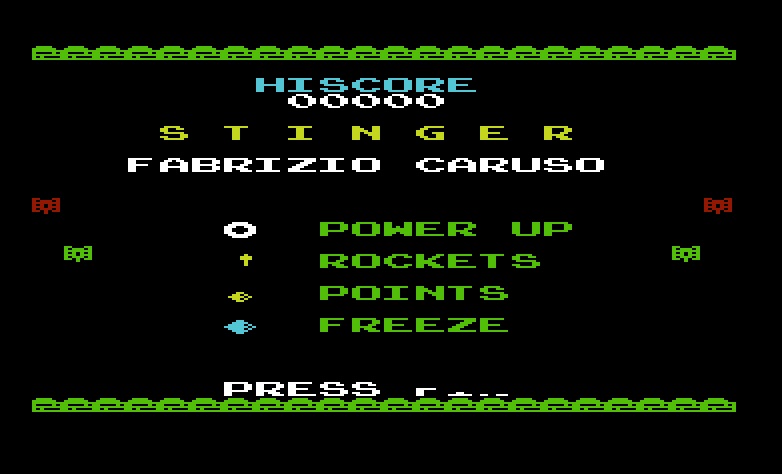 HISCORE
00000
S T I N G E R
FABRIZIO CARUSO
POWER UP
ROCKETS
POINTS
FREEZE
PRESS